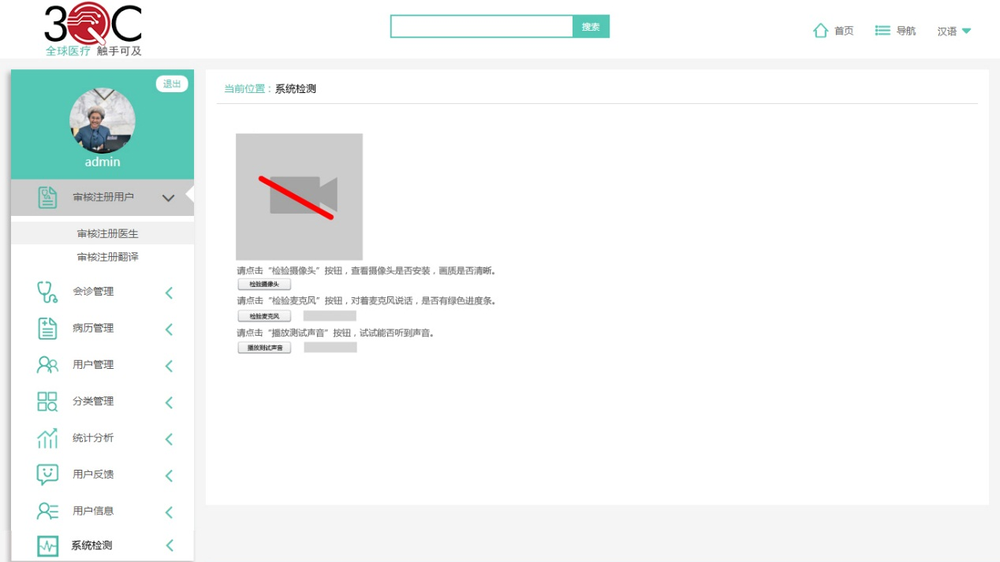 3QC
全球医疗 触手可及
搜索
首页
导航
汉语
退出
admin
审核注册用户
审核注册医生
审核注册翻译
会诊管理
病历管理
用户管理
分类管理
统计分析
用户反馈
用户信息
系统检测
当前位置：系统检测
请点击“检验摄像头”按钮，查看摄像头是否安装，画质是否清晰。
检验摄像头
请点击“检验麦克风”按钮，对着麦克风说话，是否有绿色进度条。
检验麦克风
请点击“播放测试声音”按钮，试试能否听到声音。
播放测试声音